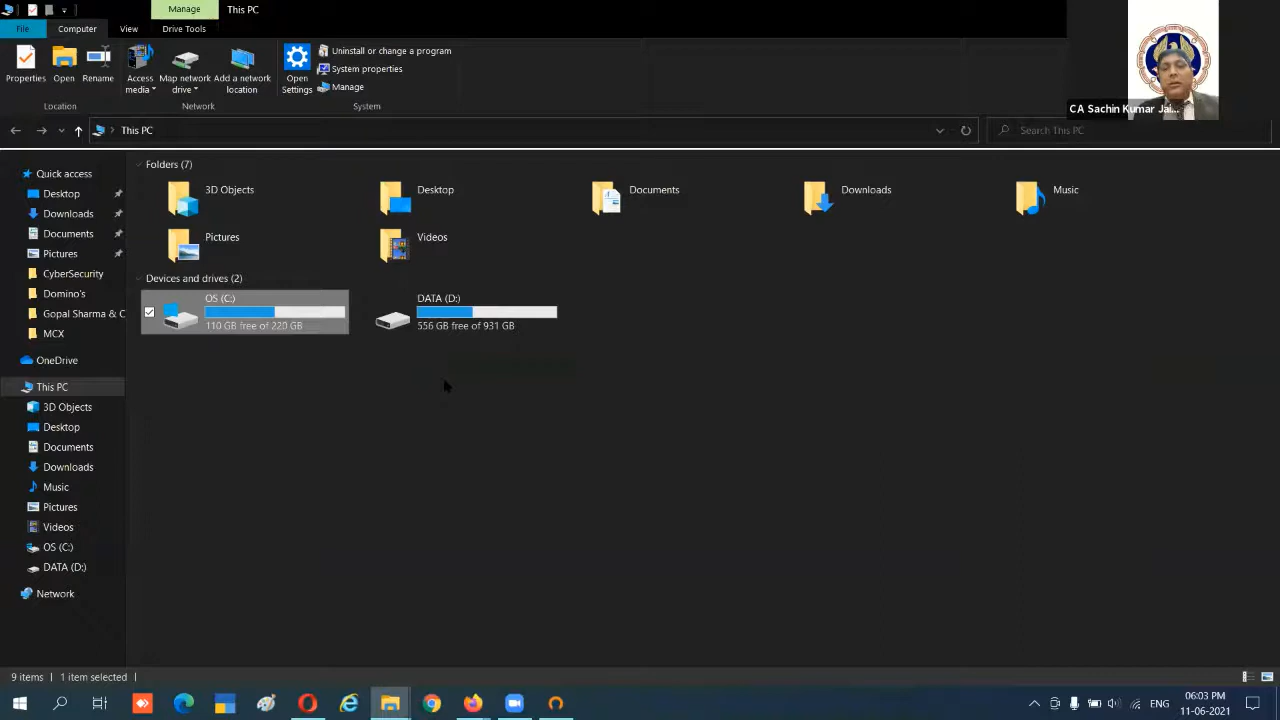 Manage
This PC
File
Computer
View
Drive Tools
Properties
Open
Rename
Access media
Map network drive
Add a network location
Open Settings
Uninstall or change a program
System properties
Manage
Location
Network
System
CA Sachin Kumar Jai...
This PC
Search This PC
Quick access
Desktop
Downloads
Documents
Pictures
CyberSecurity
Domino's
Gopal Sharma & C
MCX
OneDrive
This PC
3D Objects
Desktop
Documents
Downloads
Music
Pictures
Videos
OS (C:)
DATA (D:)
Network
Folders (7)
3D Objects
Desktop
Documents
Downloads
Music
Pictures
Videos
Devices and drives (2)
OS (C:)
110 GB free of 220 GB
DATA (D:)
556 GB free of 931 GB
9 items
1 item selected
ENG
06:03 PM
11-06-2021